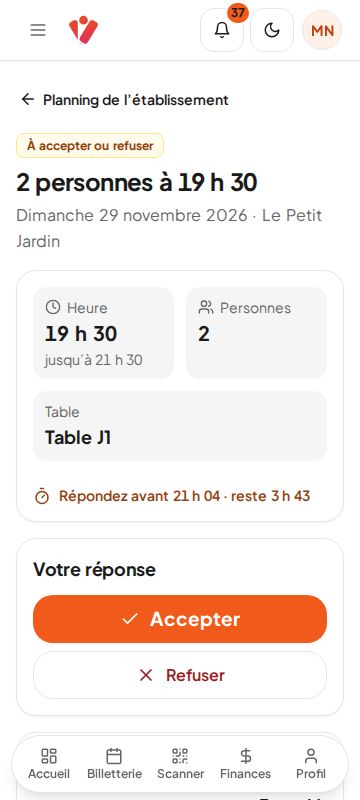 37
MN
Planning de l'établissement
À accepter ou refuser
2 personnes à 19 h 30
Dimanche 29 novembre 2026 · Le Petit
Jardin
Heure
19 h 30
jusqu'à 21 h 30
Personnes
2
Table
Table J1
Répondez avant 21 h 04 · reste 3 h 43
Votre réponse
Accepter
Refuser
Accueil
Billetterie
Scanner
Finances
Profil